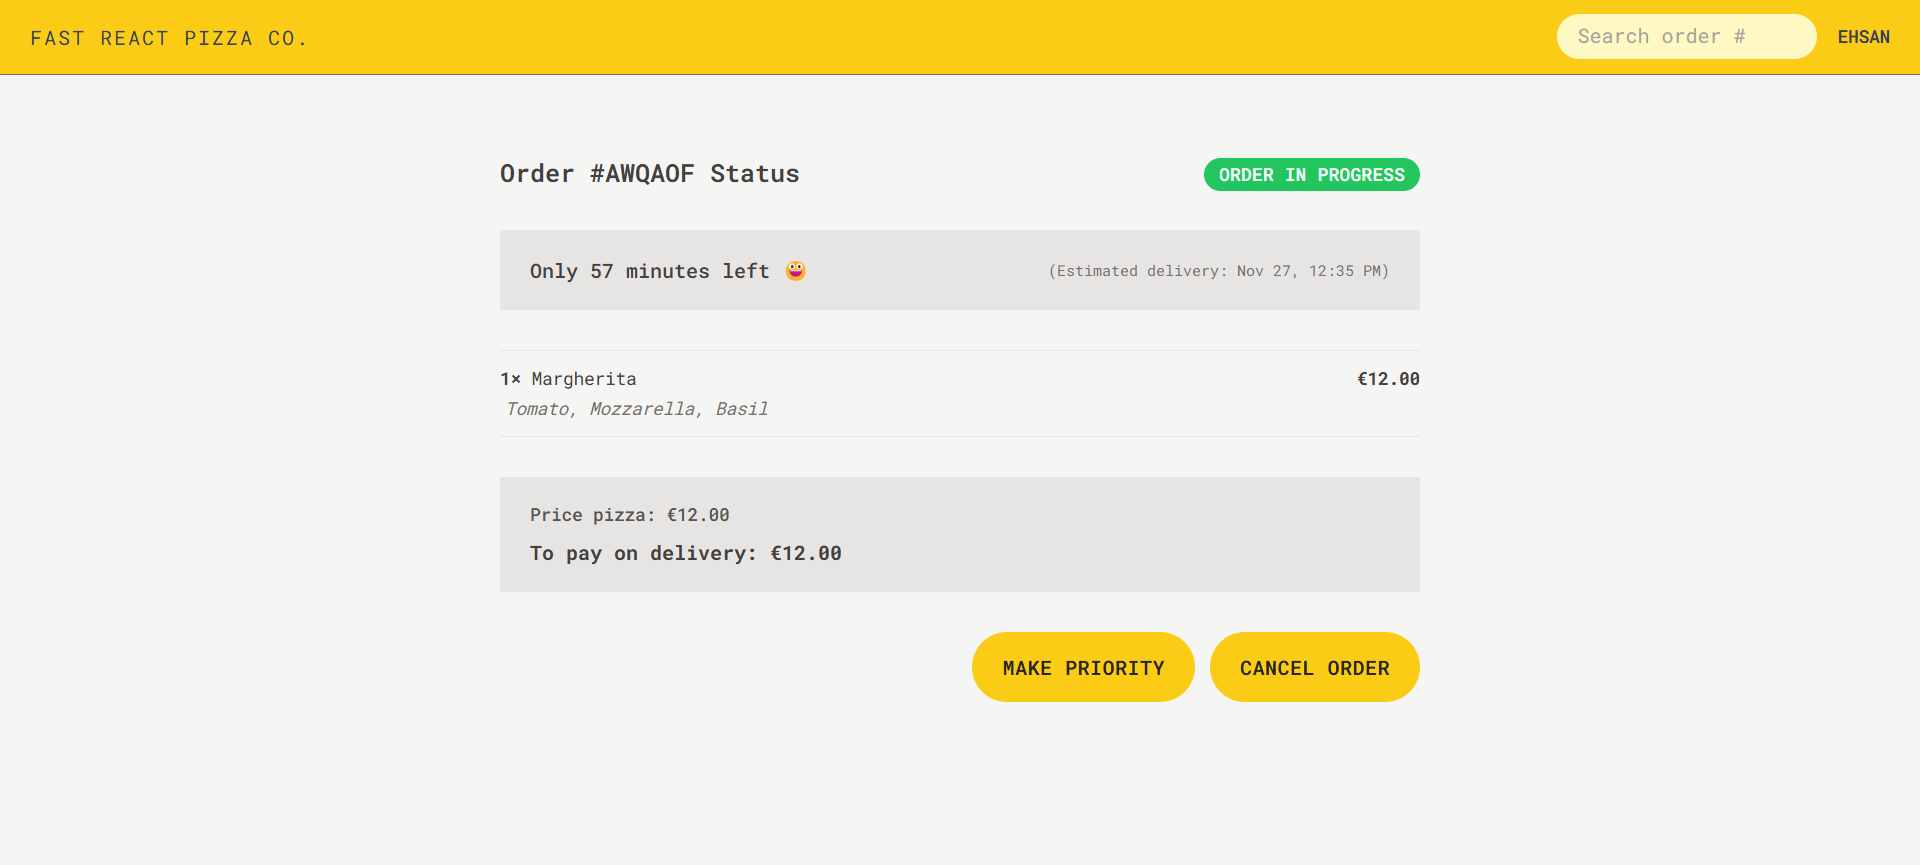 FAST REACT PIZZA CO.
Search order #
EHSAN
Order #AWQAOF Status
ORDER IN PROGRESS
Only 57 minutes left 😀
(Estimated delivery: Nov 27, 12:35 PM)
1× Margherita
€12.00
Tomato, Mozzarella, Basil
Price pizza: €12.00
To pay on delivery: €12.00
MAKE PRIORITY
CANCEL ORDER